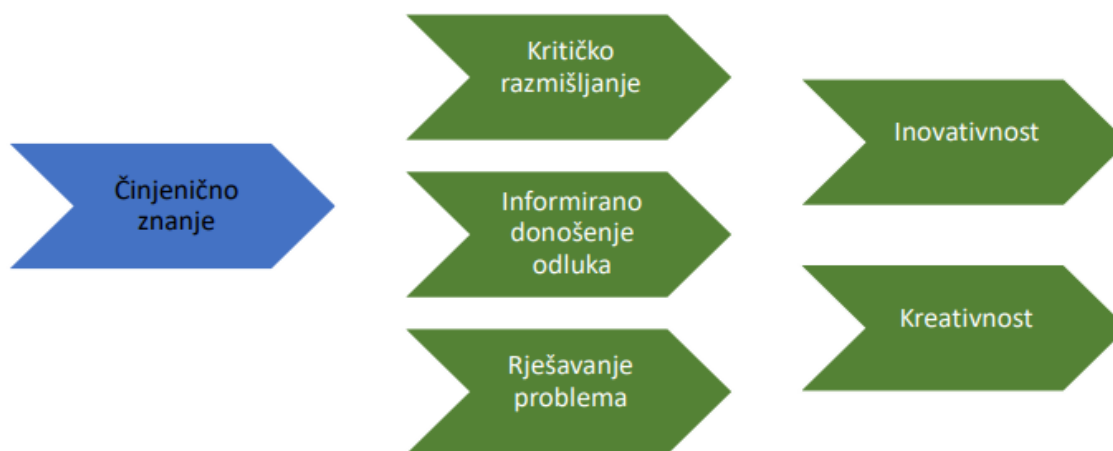 Činjenično
znanje
Kritičko
razmišljanje
Informirano
donošenje
odluka
Rješavanje
problema
Inovativnost
Kreativnost